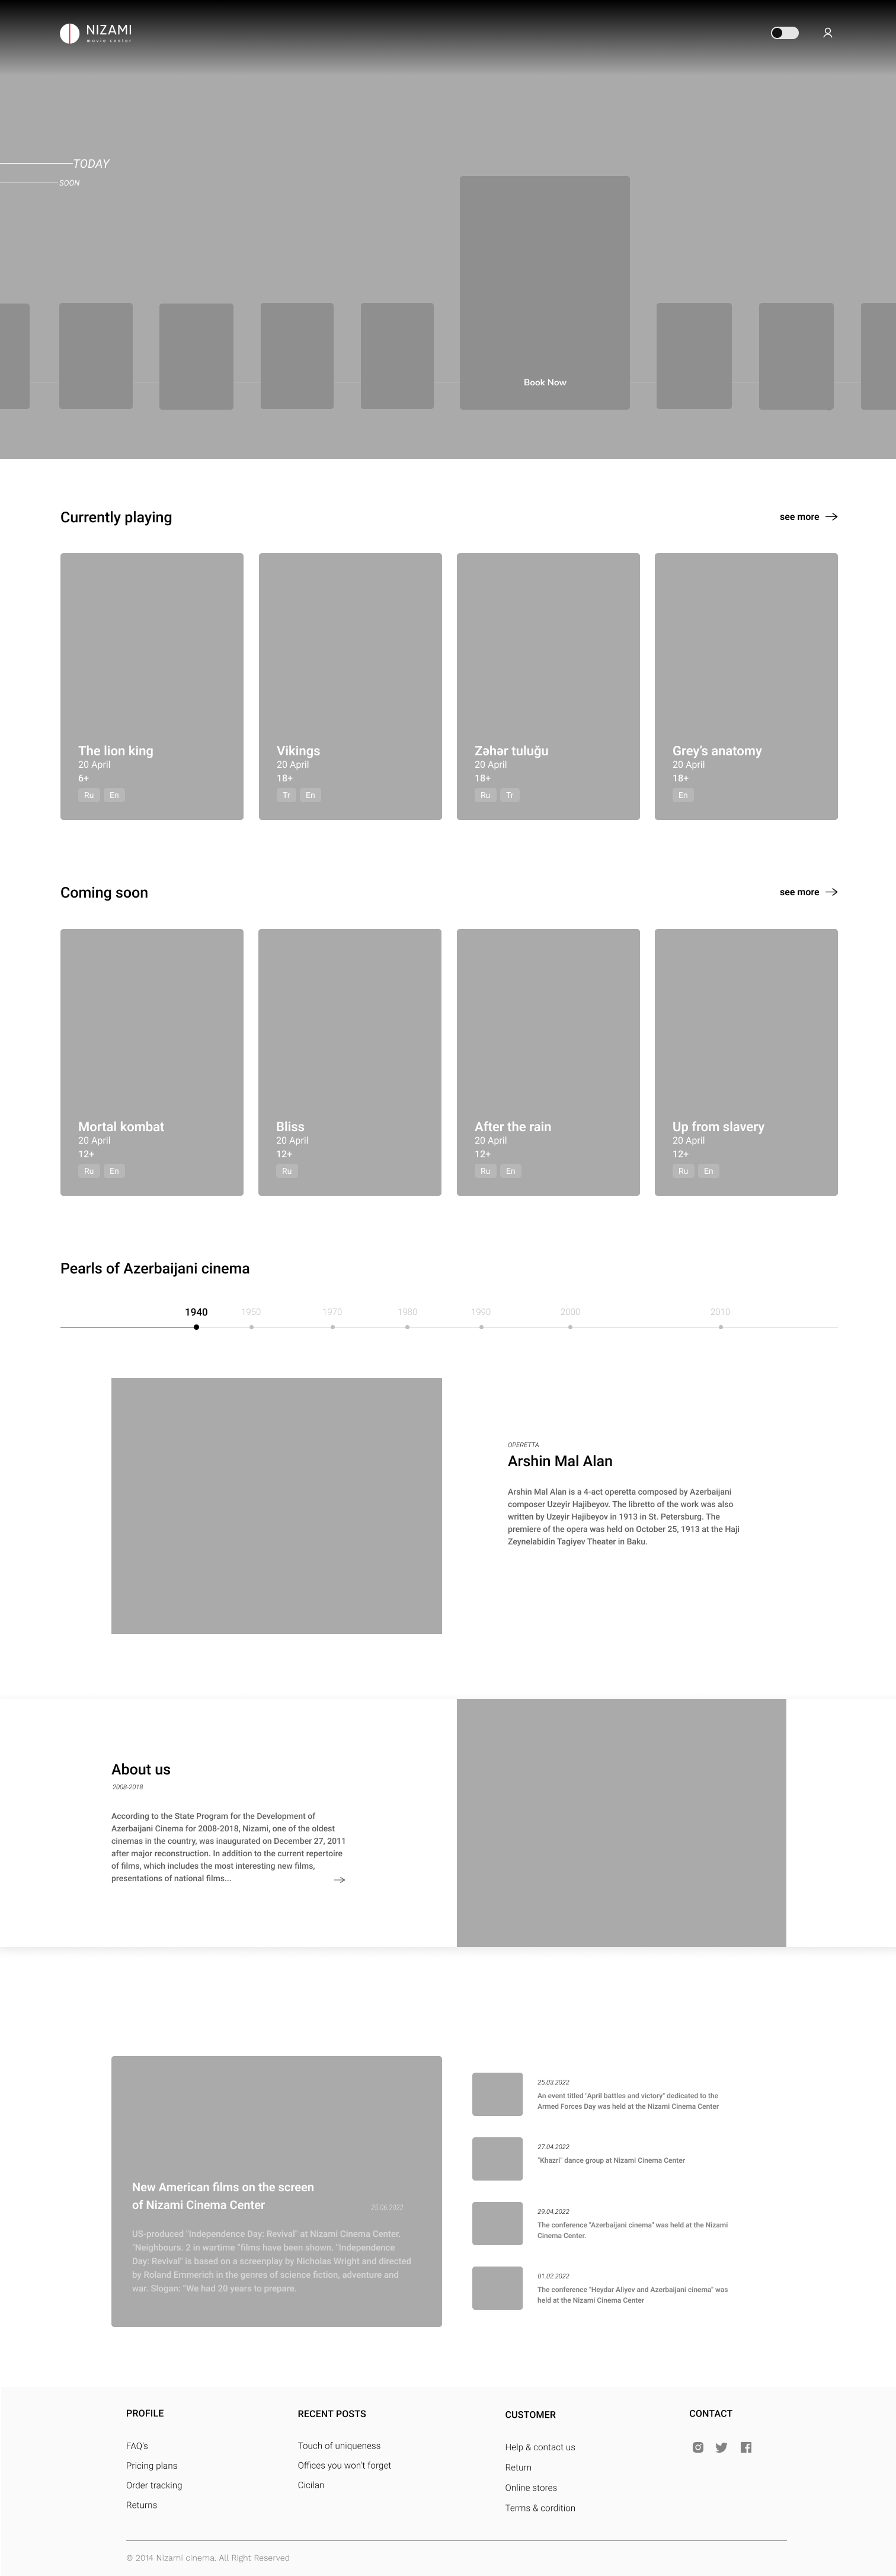 NIZAMI
movie center
TODAY
SOON
Book Now
Currently playing
see more
The lion king
20 April
6+
Ru En
Vikings
20 April
18+
Tr En
Zəhər tuluğu
20 April
18+
Ru Tr
Grey's anatomy
20 April
18+
En
Coming soon
see more
Mortal kombat
20 April
12+
Ru En
Bliss
20 April
12+
Ru
After the rain
20 April
12+
Ru En
Up from slavery
20 April
12+
Ru En
Pearls of Azerbaijani cinema
1940 1950 1970 1980 1990 2000 2010
OPERETTA
Arshin Mal Alan
Arshin Mal Alan is a 4-act operetta composed by Azerbaijani
composer Uzeyir Hajibeyov. The libretto of the work was also
written by Uzeyir Hajibeyov in 1913 in St. Petersburg. The
premiere of the opera was held on October 25, 1913 at the Haji
Zeynelabidin Tagiyev Theater in Baku.
About us
2008-2018
According to the State Program for the Development of
Azerbaijani Cinema for 2008-2018, Nizami, one of the oldest
cinemas in the country, was inaugurated on December 27, 2011
after major reconstruction. In addition to the current repertoire
of films, which includes the most interesting new films,
presentations of national films...
New American films on the screen
of Nizami Cinema Center
25.06.2022
US-produced "Independence Day: Revival" at Nizami Cinema Center.
"Neighbours. 2 in wartime "films have been shown. "Independence
Day: Revival" is based on a screenplay by Nicholas Wright and directed
by Roland Emmerich in the genres of science fiction, adventure and
war. Slogan: "We had 20 years to prepare.
25.03.2022
An event titled "April battles and victory" dedicated to the
Armed Forces Day was held at the Nizami Cinema Center
27.04.2022
"Khazri" dance group at Nizami Cinema Center
29.04.2022
The conference "Azerbaijani cinema" was held at the Nizami
Cinema Center.
01.02.2022
The conference "Heydar Aliyev and Azerbaijani cinema" was
held at the Nizami Cinema Center
PROFILE
FAQ's
Pricing plans
Order tracking
Returns
RECENT POSTS
Touch of uniqueness
Offices you won't forget
Cicilan
CUSTOMER
Help & contact us
Return
Online stores
Terms & cordition
CONTACT
© 2014 Nizami cinema. All Right Reserved